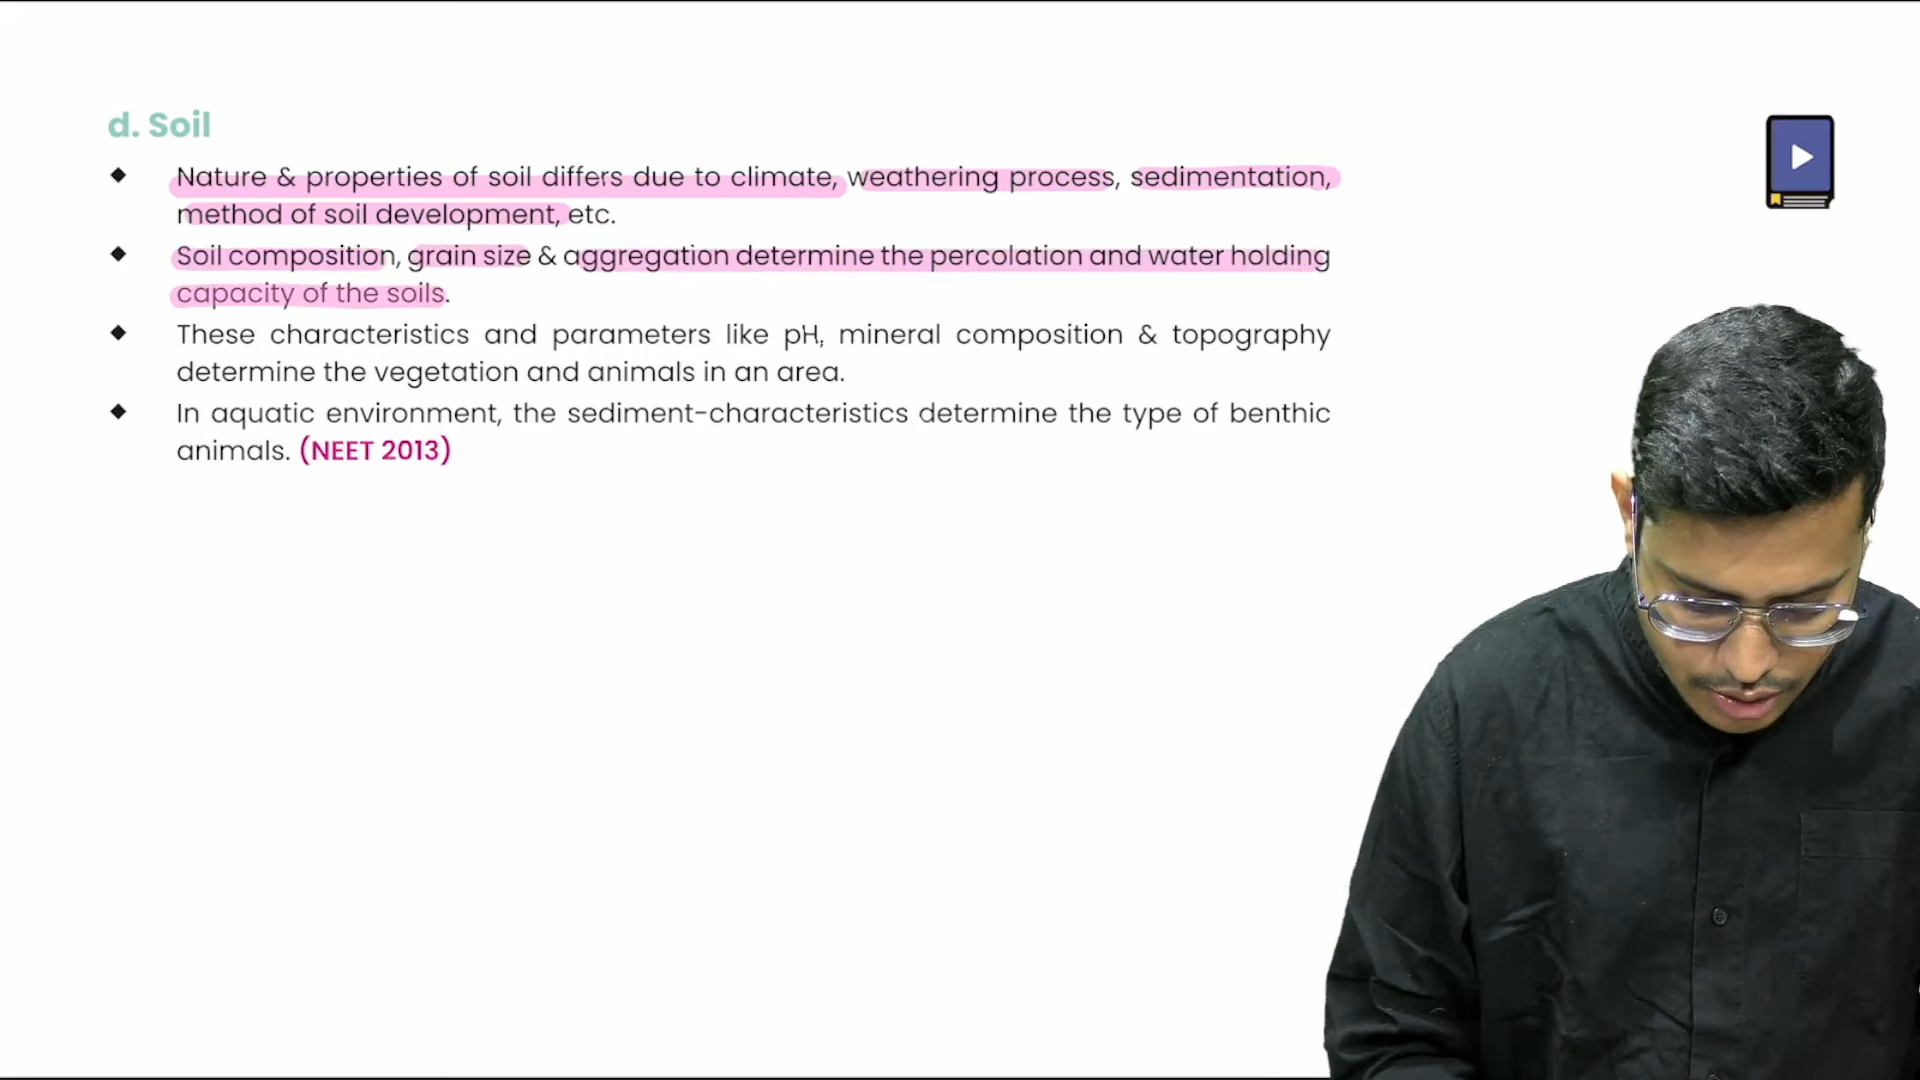 d. Soil
◆ Nature & properties of soil differs due to climate, weathering process, sedimentation,
method of soil development, etc.
◆ Soil composition, grain size & aggregation determine the percolation and water holding
capacity of the soils.
◆ These characteristics and parameters like pH, mineral composition & topography
determine the vegetation and animals in an area.
◆ In aquatic environment, the sediment-characteristics determine the type of benthic
animals. (NEET 2013)